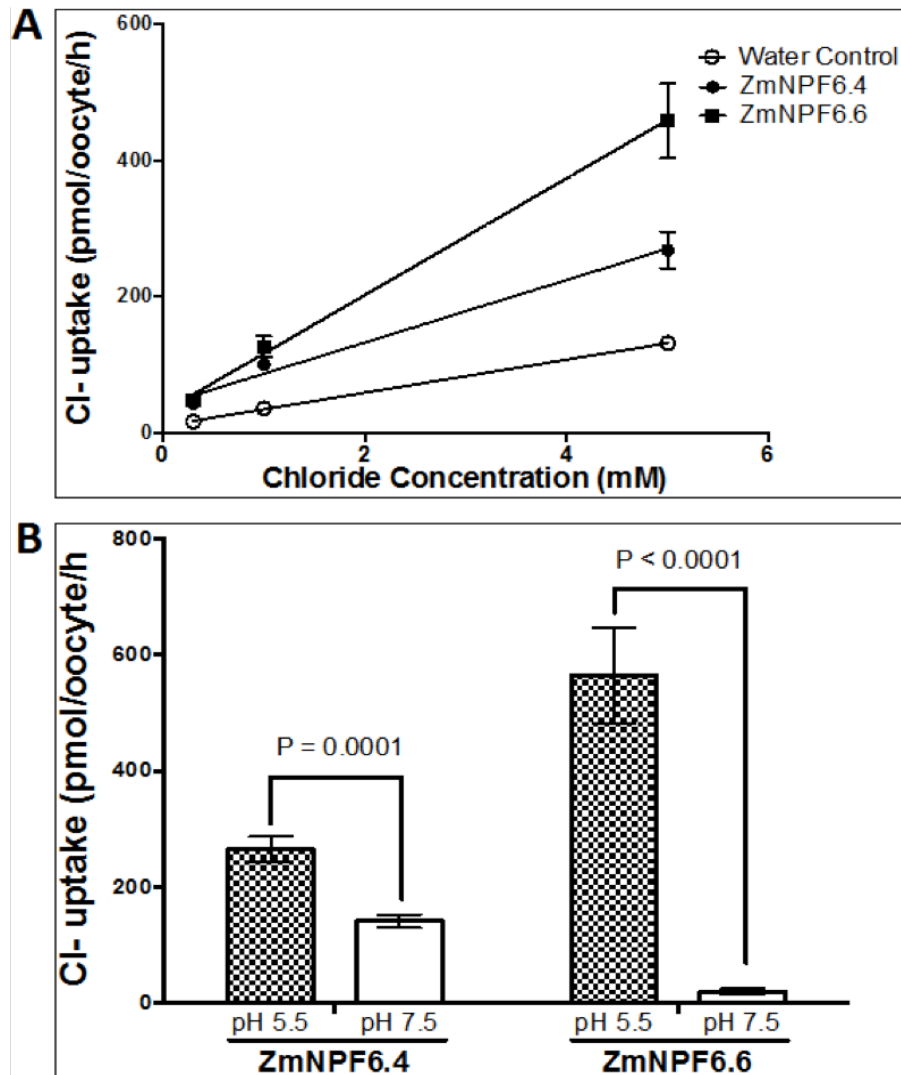 A
Cl- uptake (pmol/oocyte/h)
600
400
200
0
0
2
4
6
Chloride Concentration (mM)
Water Control
ZmNPF6.4
ZmNPF6.6
B
Cl- uptake (pmol/oocyte/h)
800
600
400
200
0
P = 0.0001
P < 0.0001
pH 5.5 pH 7.5 pH 5.5 pH 7.5
ZmNPF6.4 ZmNPF6.6